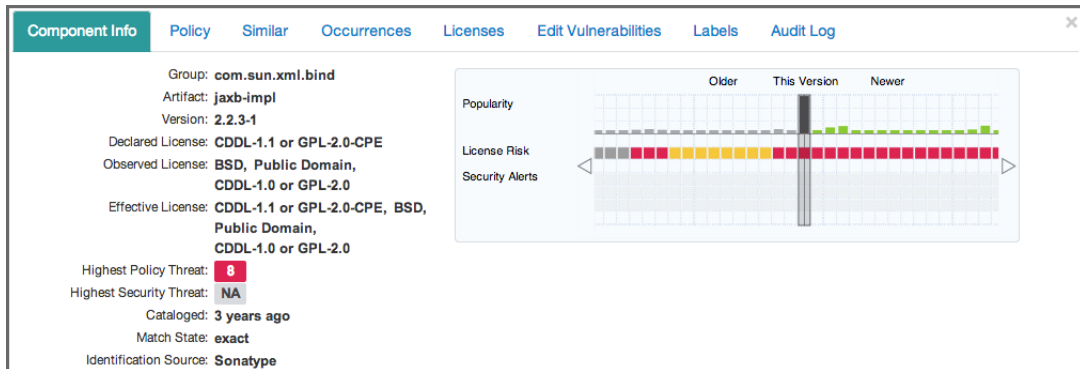 Component Info Policy Similar Occurrences Licenses Edit Vulnerabilities Labels Audit Log ×
Group: com.sun.xml.bind
Artifact: jaxb-impl
Version: 2.2.3-1
Declared License: CDDL-1.1 or GPL-2.0-CPE
Observed License: BSD, Public Domain,
CDDL-1.0 or GPL-2.0
Effective License: CDDL-1.1 or GPL-2.0-CPE, BSD,
Public Domain,
CDDL-1.0 or GPL-2.0
Highest Policy Threat: 8
Highest Security Threat: NA
Cataloged: 3 years ago
Match State: exact
Identification Source: Sonatype
Older This Version Newer
Popularity
License Risk
Security Alerts